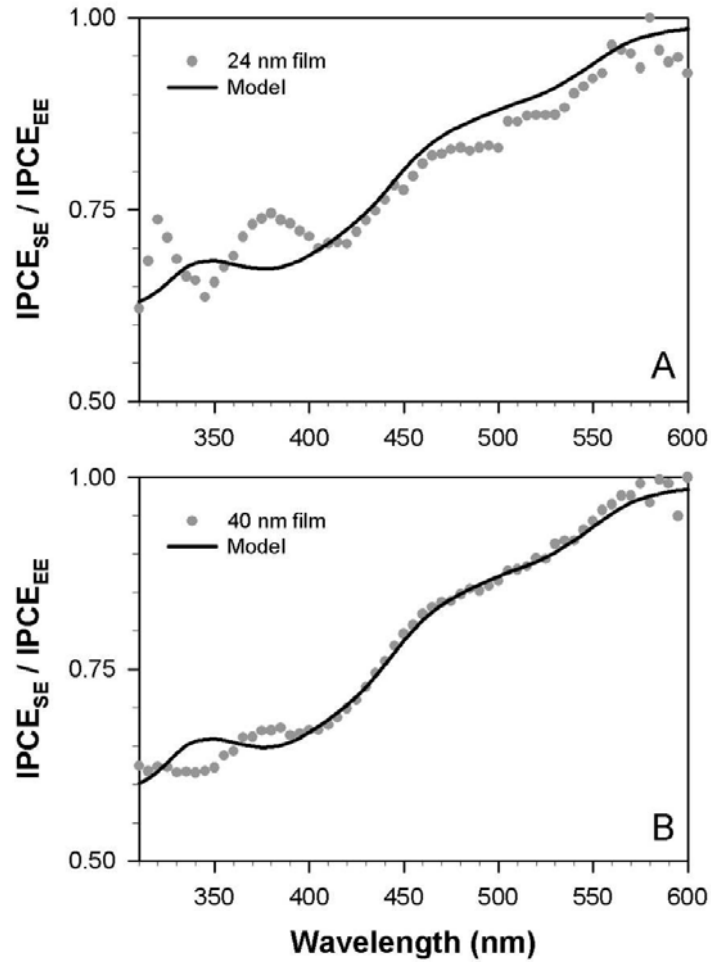 1.00
0.75
0.50
IPCE_SE / IPCE_EE
24 nm film
Model
A
350 400 450 500 550 600
1.00
0.75
0.50
IPCE_SE / IPCE_EE
40 nm film
Model
B
350 400 450 500 550 600
Wavelength (nm)